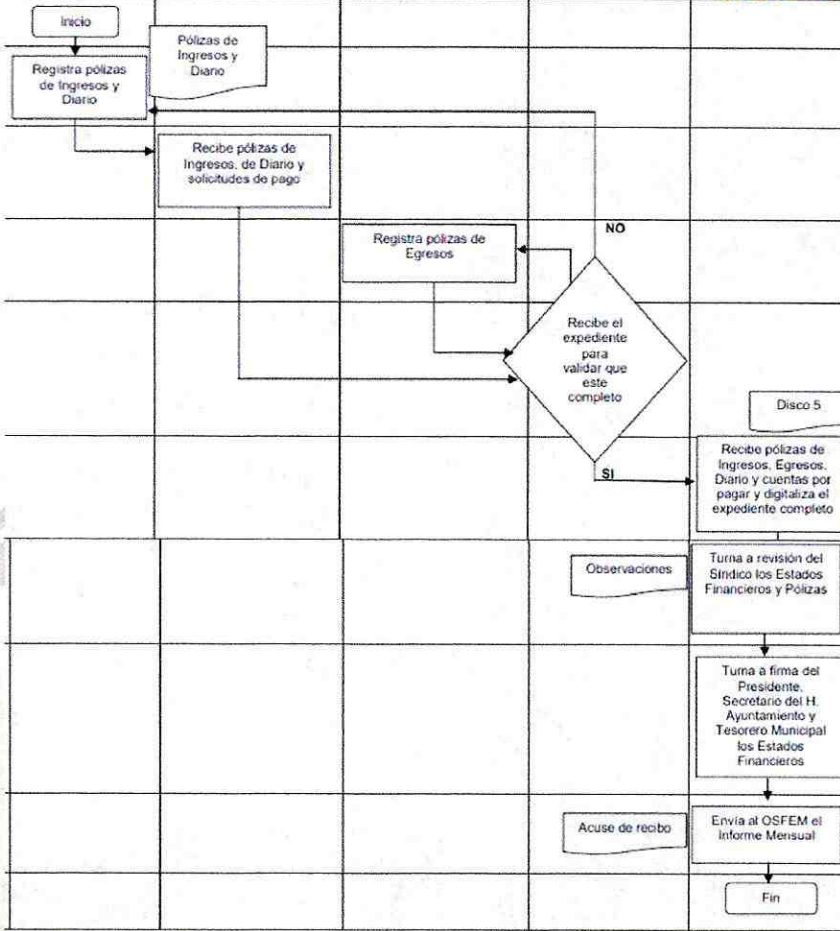 Inicio
Pólizas de
Ingresos y
Diario
Registra pólizas
de Ingresos y
Diario
Recibe pólizas de
Ingresos, de Diario y
solicitudes de pago
NO
Registra pólizas de
Egresos
Recibe el
expediente
para
validar que
este
completo
Disco 5
SI
Recibe pólizas de
Ingresos, Egresos,
Diario y cuentas por
pagar y digitaliza el
expediente completo
Observaciones
Turna a revisión del
Síndico los Estados
Financieros y Pólizas
Turna a firma del
Presidente,
Secretario del H.
Ayuntamiento y
Tesorero Municipal
los Estados
Financieros
Acuse de recibo
Envía al OSFEM el
Informe Mensual
Fin